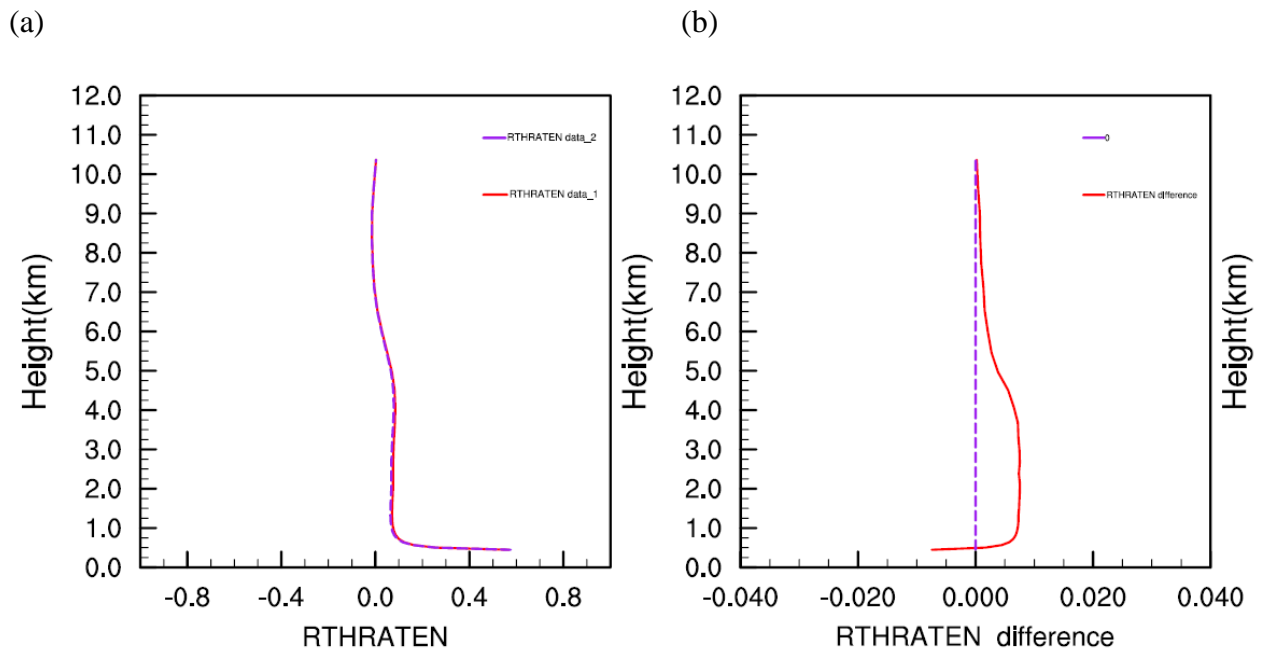 (a)
(b)
12.0
11.0
10.0
9.0
8.0
7.0
6.0
5.0
4.0
3.0
2.0
1.0
0.0
Height(km)
RTHRATEN data_2
RTHRATEN data_1
-0.8 -0.4 0.0 0.4 0.8
RTHRATEN
Height(km)
12.0
11.0
10.0
9.0
8.0
7.0
6.0
5.0
4.0
3.0
2.0
1.0
0.0
Height(km)
0
RTHRATEN difference
-0.040 -0.020 0.000 0.020 0.040
RTHRATEN difference